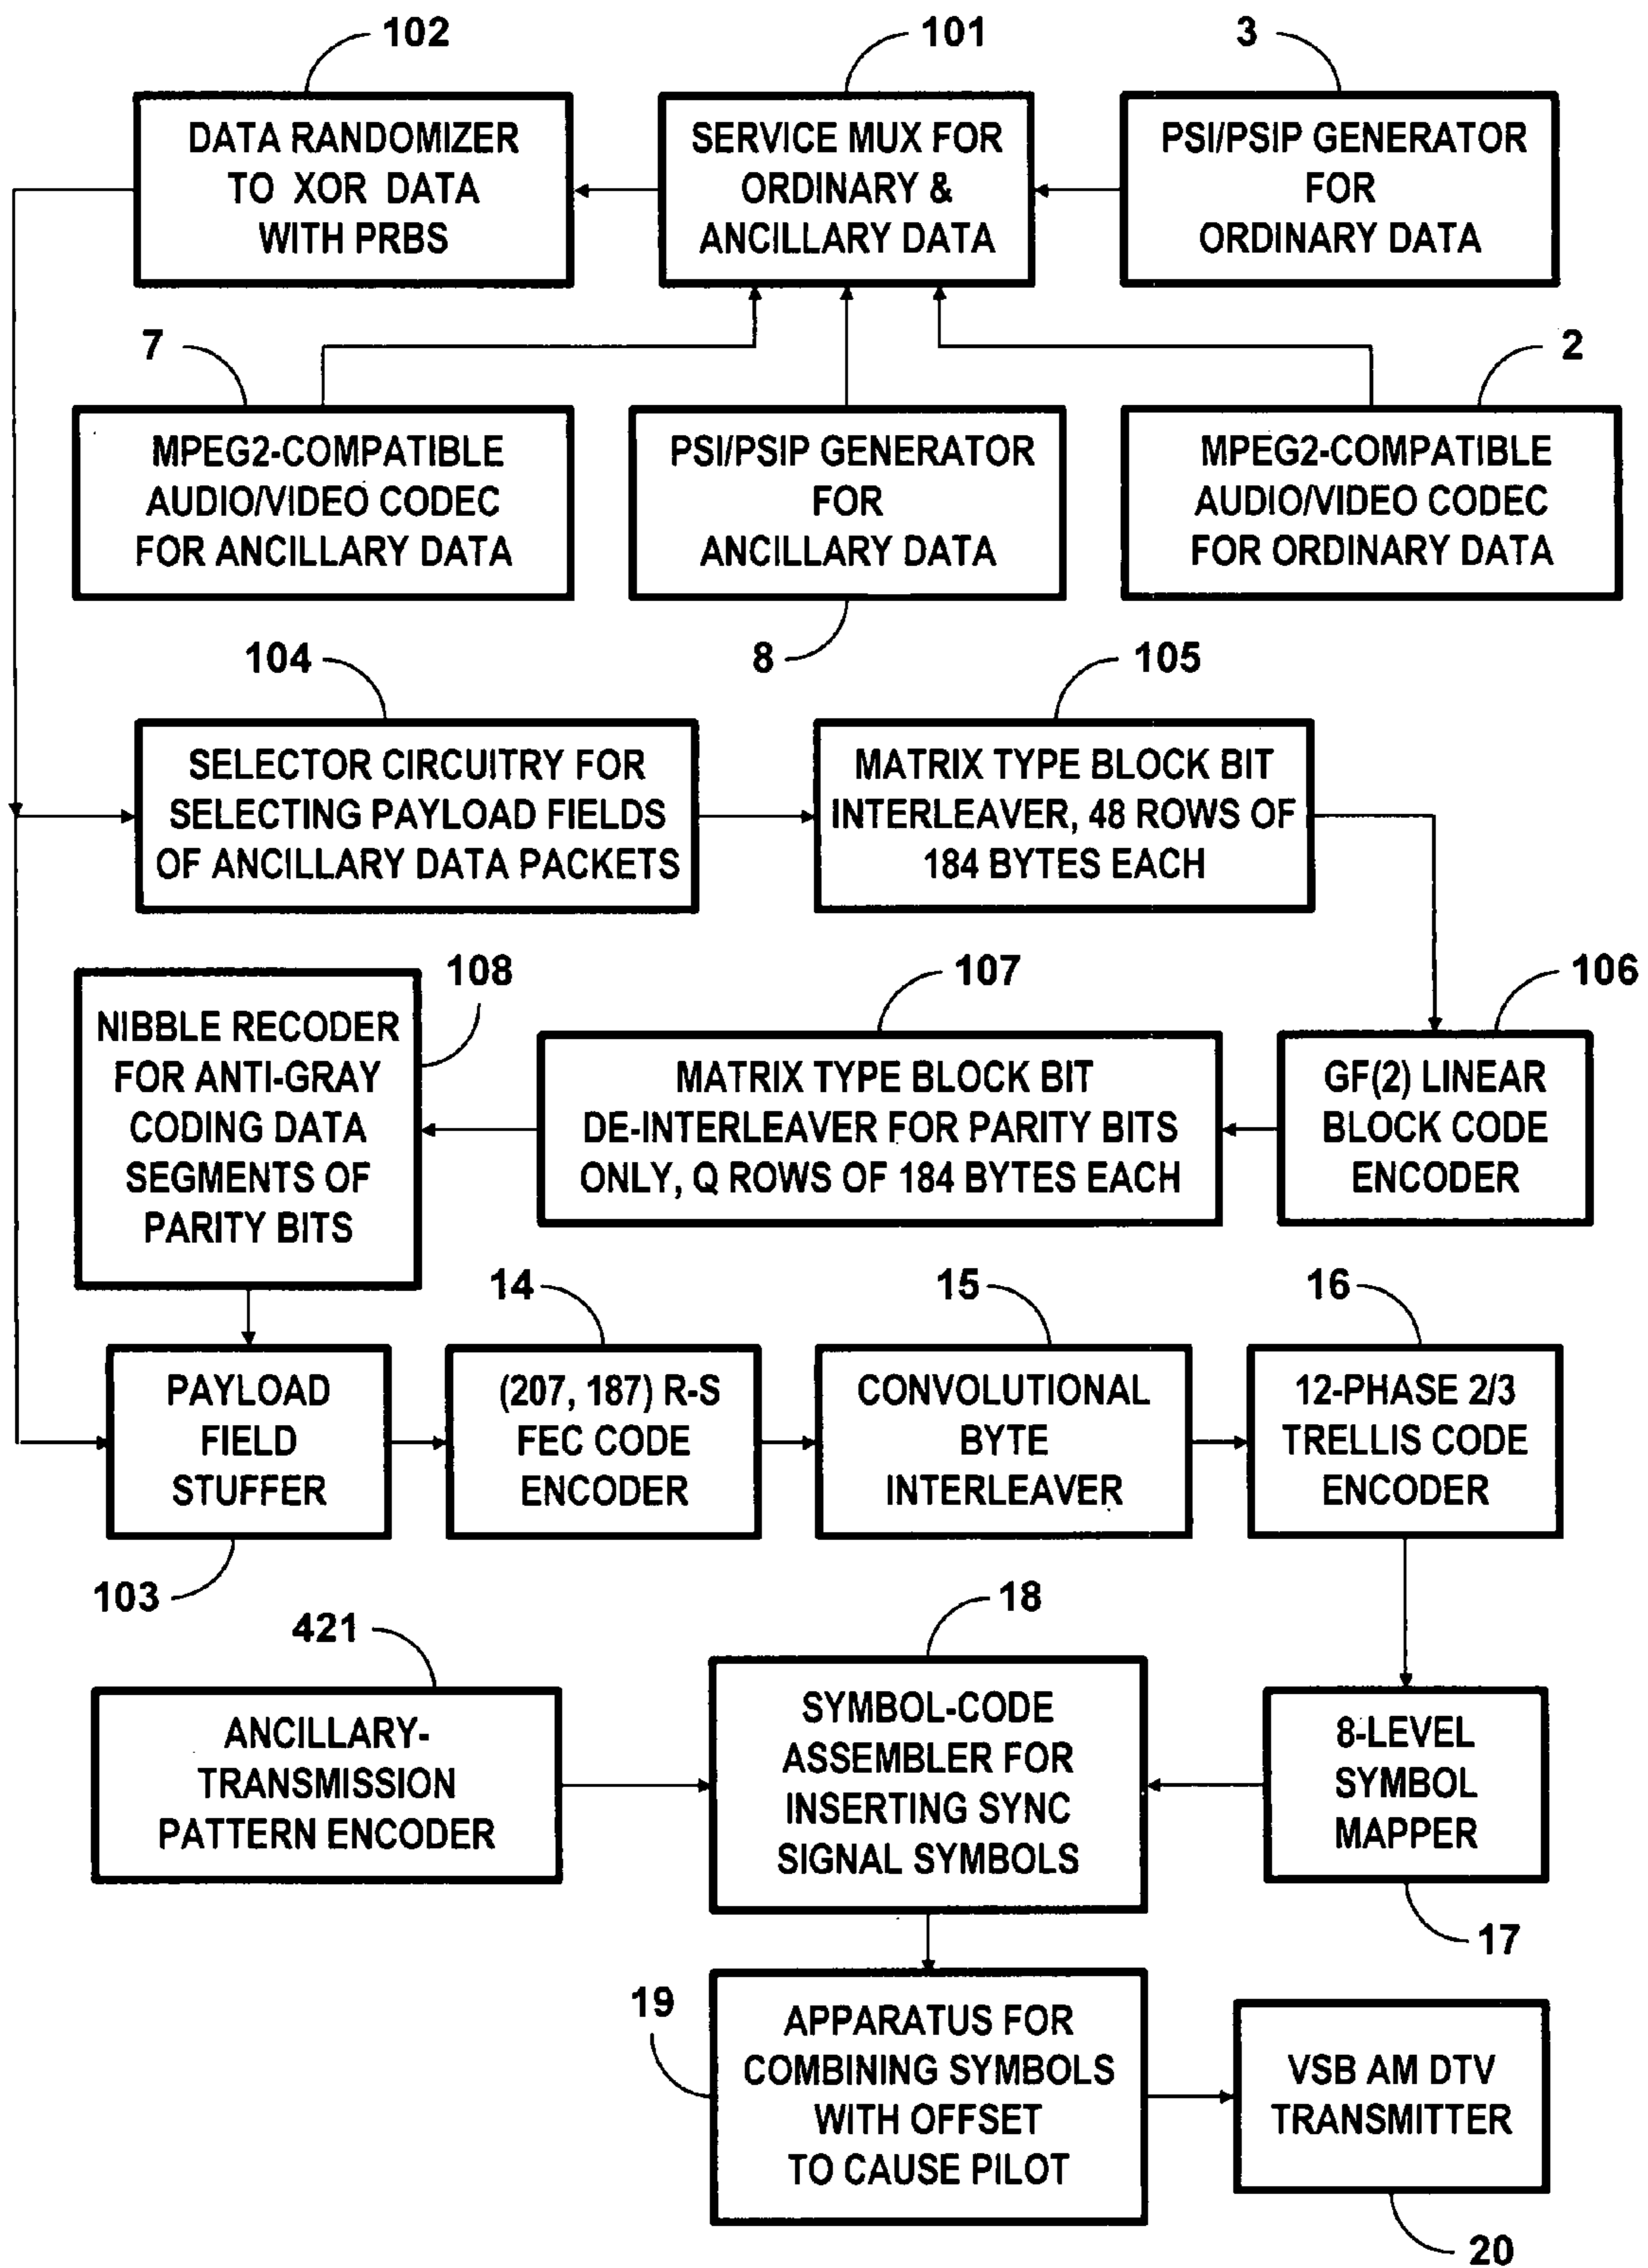 102
101
3
DATA RANDOMIZER
TO XOR DATA
WITH PRBS
SERVICE MUX FOR
ORDINARY &
ANCILLARY DATA
PSI/PSIP GENERATOR
FOR
ORDINARY DATA
7
2
MPEG2-COMPATIBLE
AUDIO/VIDEO CODEC
FOR ANCILLARY DATA
PSI/PSIP GENERATOR
FOR
ANCILLARY DATA
MPEG2-COMPATIBLE
AUDIO/VIDEO CODEC
FOR ORDINARY DATA
8
104
105
SELECTOR CIRCUITRY FOR
SELECTING PAYLOAD FIELDS
OF ANCILLARY DATA PACKETS
MATRIX TYPE BLOCK BIT
INTERLEAVER, 48 ROWS OF
184 BYTES EACH
108
107
106
NIBBLE RECODER
FOR ANTI-GRAY
CODING DATA
SEGMENTS OF
PARITY BITS
MATRIX TYPE BLOCK BIT
DE-INTERLEAVER FOR PARITY BITS
ONLY, Q ROWS OF 184 BYTES EACH
GF(2) LINEAR
BLOCK CODE
ENCODER
14
15
16
PAYLOAD
FIELD
STUFFER
(207, 187) R-S
FEC CODE
ENCODER
CONVOLUTIONAL
BYTE
INTERLEAVER
12-PHASE 2/3
TRELLIS CODE
ENCODER
103
421
18
ANCILLARY-
TRANSMISSION
PATTERN ENCODER
SYMBOL-CODE
ASSEMBLER FOR
INSERTING SYNC
SIGNAL SYMBOLS
8-LEVEL
SYMBOL
MAPPER
17
19
APPARATUS FOR
COMBINING SYMBOLS
WITH OFFSET
TO CAUSE PILOT
VSB AM DTV
TRANSMITTER
20